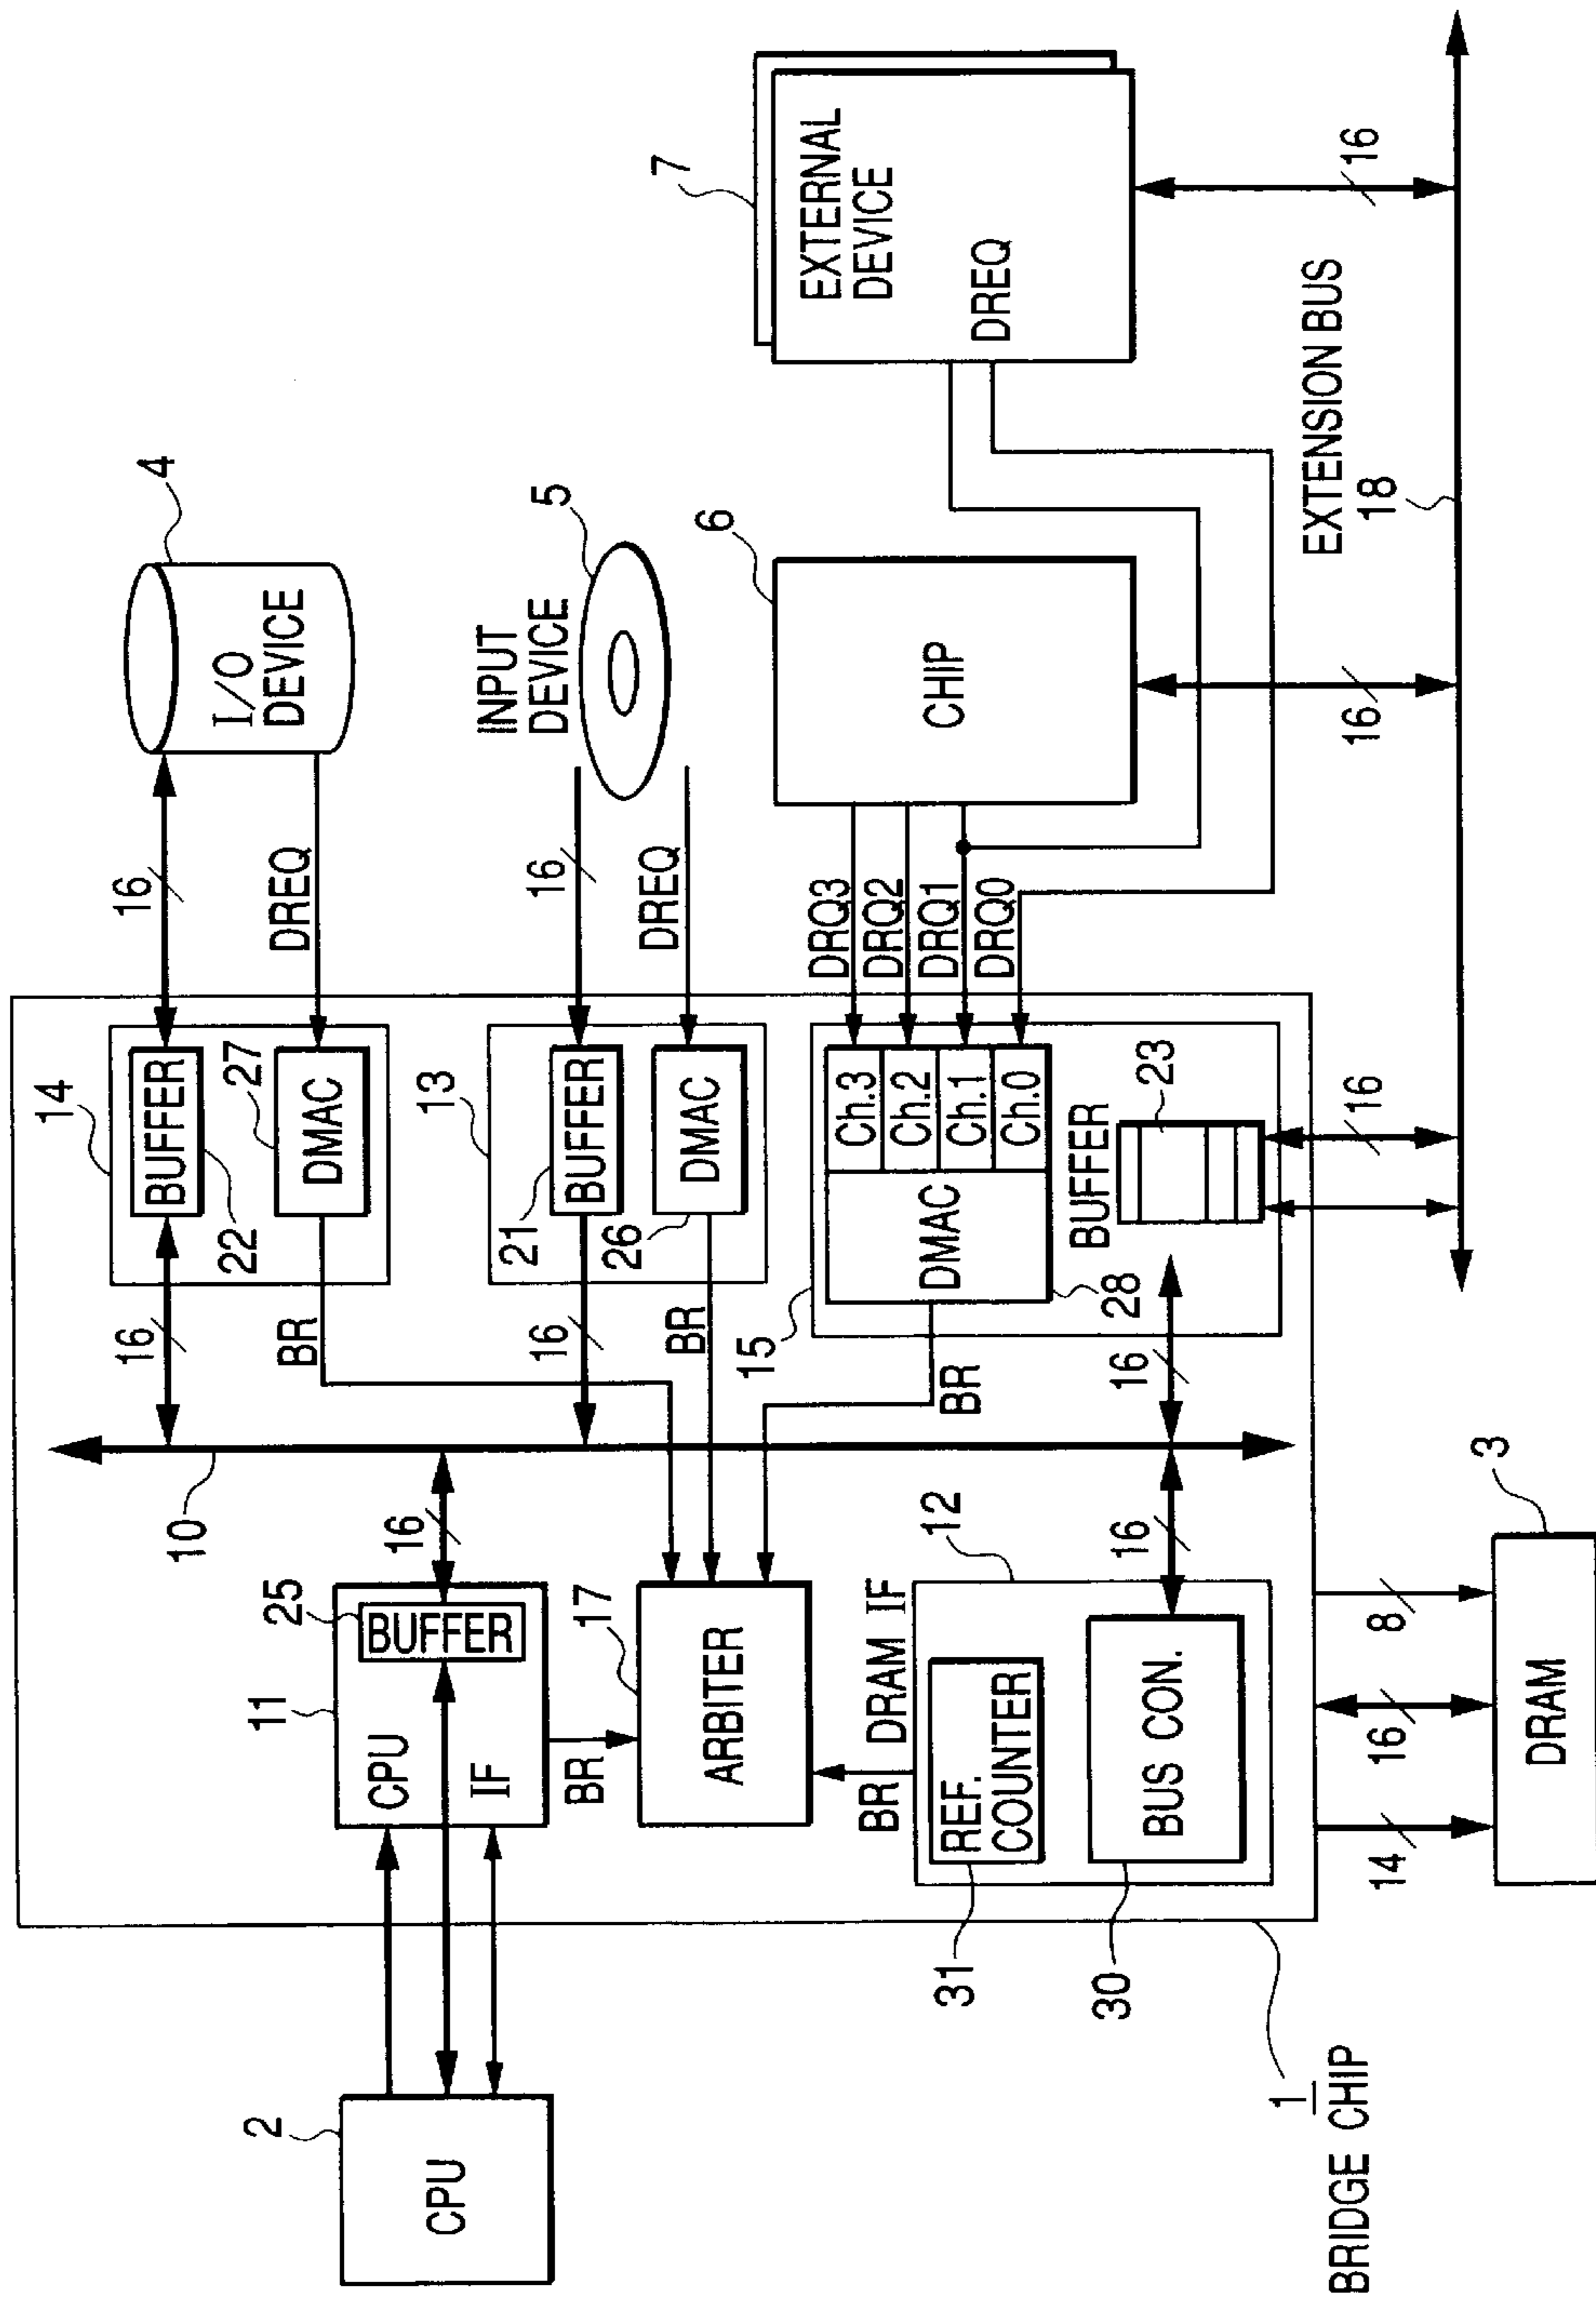 4
I/O
DEVICE
16
DREQ
14
BUFFER
22
27
DMAC
16
BR
INPUT
DEVICE
5
16
DREQ
13
21
BUFFER
26
DMAC
16
BR
7
EXTERNAL
DEVICE
DREQ
16
6
CHIP
16
DRQ3
DRQ2
DRQ1
DRQ0
Ch.3
Ch.2
Ch.1
Ch.0
DMAC
15
28
BR
BUFFER
23
16
16
EXTENSION BUS
18
10
16
25
BUFFER
11
CPU
IF
BR
17
ARBITER
BR
DRAM IF
12
REF.
COUNTER
31
BUS CON.
30
16
2
CPU
3
DRAM
8
16
14
1
BRIDGE CHIP